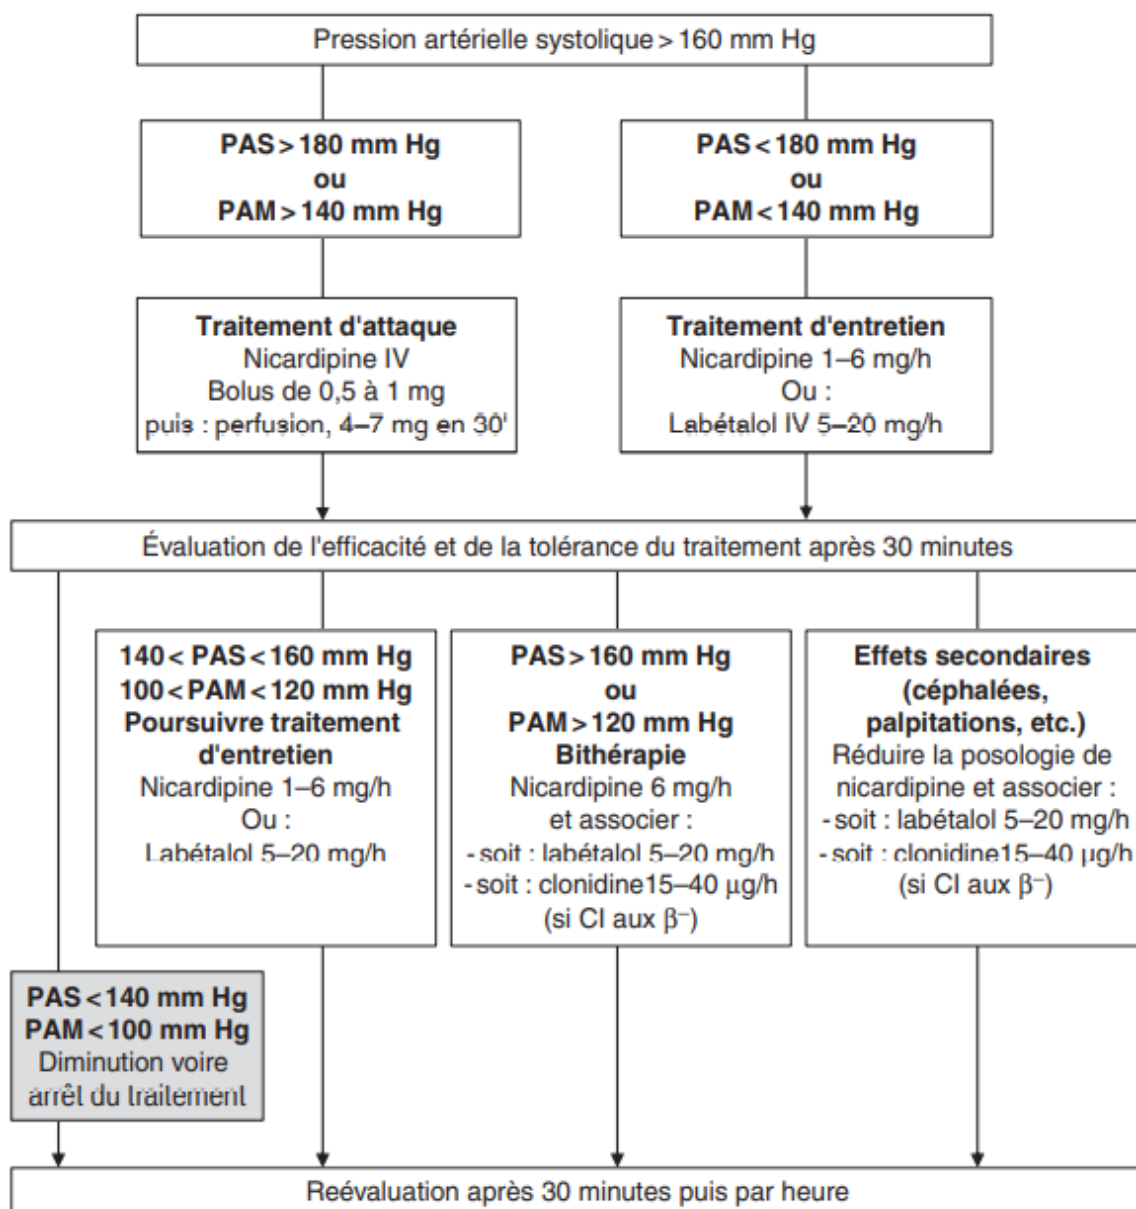 Pression artérielle systolique > 160 mm Hg
PAS > 180 mm Hg
ou
PAM > 140 mm Hg
PAS < 180 mm Hg
ou
PAM < 140 mm Hg
Traitement d'attaque
Nicardipine IV
Bolus de 0,5 à 1 mg
puis : perfusion, 4–7 mg en 30'
Traitement d'entretien
Nicardipine 1–6 mg/h
Ou :
Labétalol IV 5–20 mg/h
Évaluation de l'efficacité et de la tolérance du traitement après 30 minutes
140 < PAS < 160 mm Hg
100 < PAM < 120 mm Hg
Poursuivre traitement
d'entretien
Nicardipine 1–6 mg/h
Ou :
Labétalol 5–20 mg/h
PAS > 160 mm Hg
ou
PAM > 120 mm Hg
Bithérapie
Nicardipine 6 mg/h
et associer :
- soit : labétalol 5–20 mg/h
- soit : clonidine15–40 μg/h
(si CI aux β–)
Effets secondaires
(céphalées,
palpitations, etc.)
Réduire la posologie de
nicardipine et associer :
- soit : labétalol 5–20 mg/h
- soit : clonidine 15–40 μg/h
(si CI aux β–)
PAS < 140 mm Hg
PAM < 100 mm Hg
Diminution voire
arrêt du traitement
Reévaluation après 30 minutes puis par heure